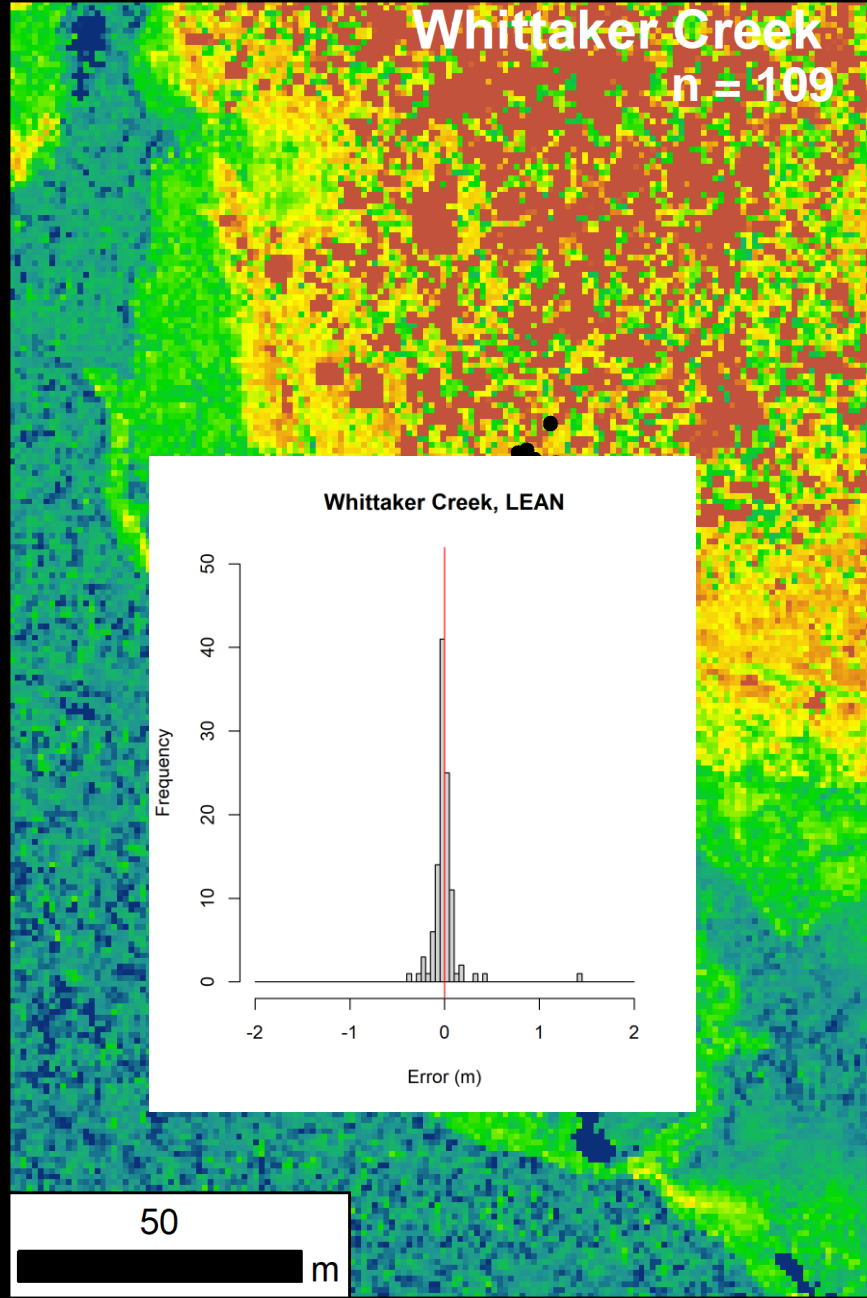 Whittaker Creek
n = 109
Whittaker Creek, LEAN
50
40
30
20
10
0
Frequency
-2 -1 0 1 2
Error (m)
50
m